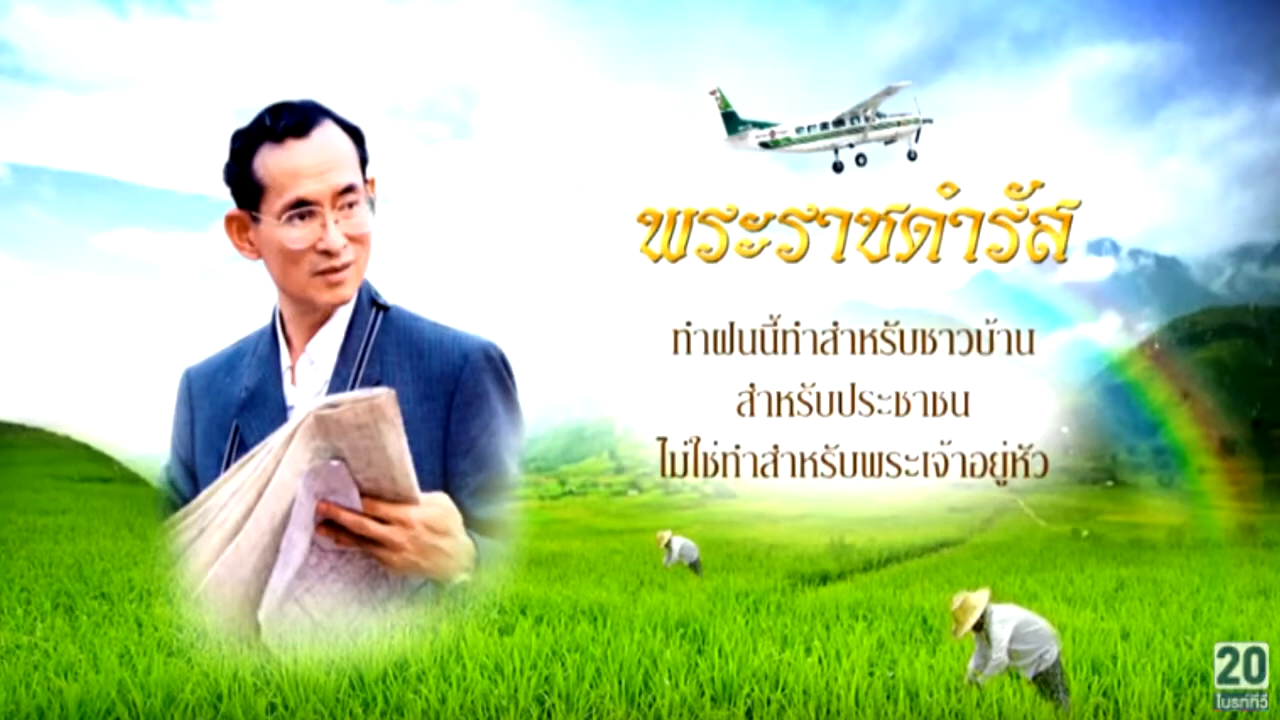 พระราชดำรัส
ทำฝนนี้ทำสำหรับชาวบ้าน
สำหรับประชาชน
ไม่ใช่ทำสำหรับพระเจ้าอยู่หัว
20
ไบรท์ทีวี